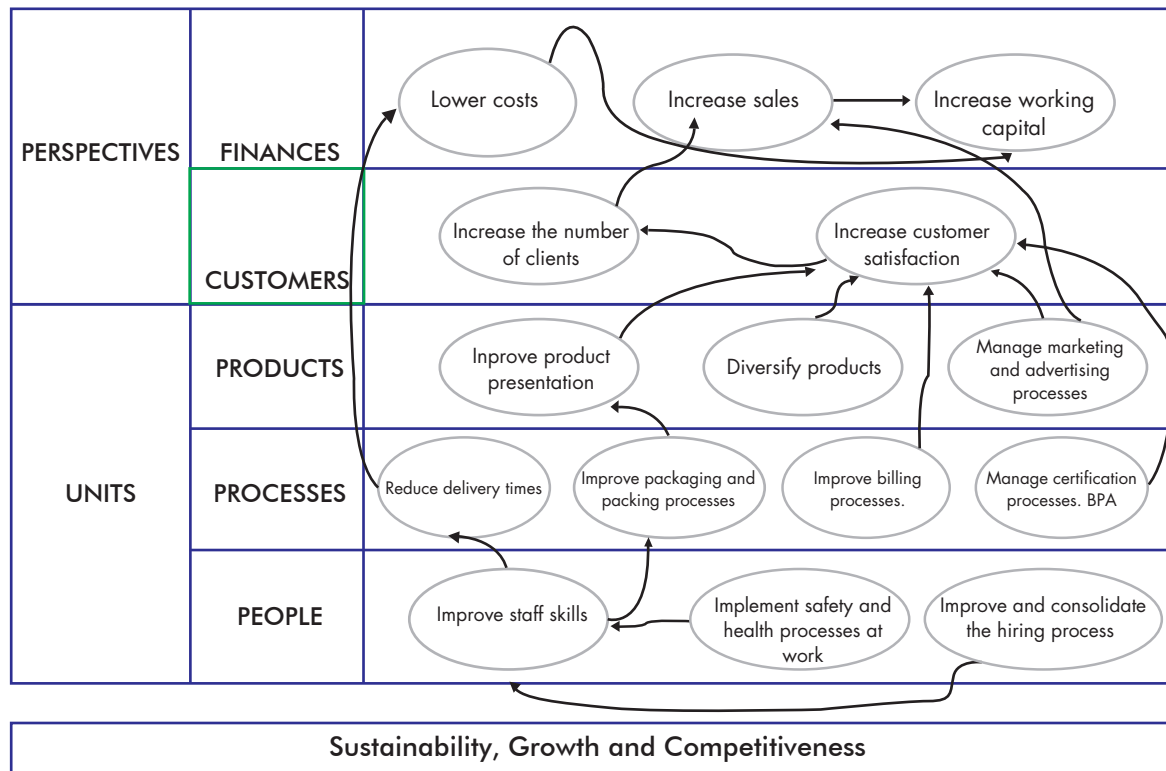 PERSPECTIVES
FINANCES
Lower costs
Increase sales
Increase working
capital
CUSTOMERS
Increase the number
of clients
Increase customer
satisfaction
UNITS
PRODUCTS
Inprove product
presentation
Diversify products
Manage marketing
and advertising
processes
PROCESSES
Reduce delivery times
Improve packaging and
packing processes
Improve billing
processes.
Manage certification
processes. BPA
PEOPLE
Improve staff skills
Implement safety and
health processes at
work
Improve and consolidate
the hiring process
Sustainability, Growth and Competitiveness